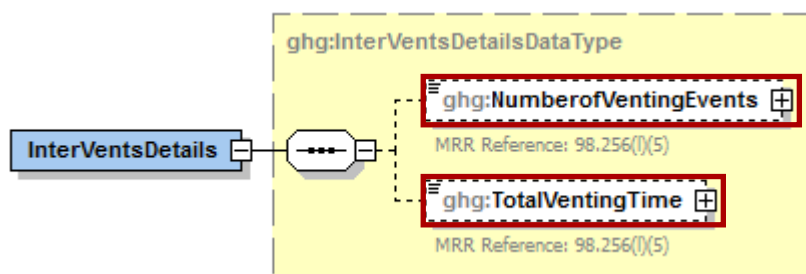 ghg:InterVentsDetailsDataType
ghg:NumberofVentingEvents
MRR Reference: 98.256(l)(5)
InterVentsDetails
ghg:TotalVentingTime
MRR Reference: 98.256(l)(5)